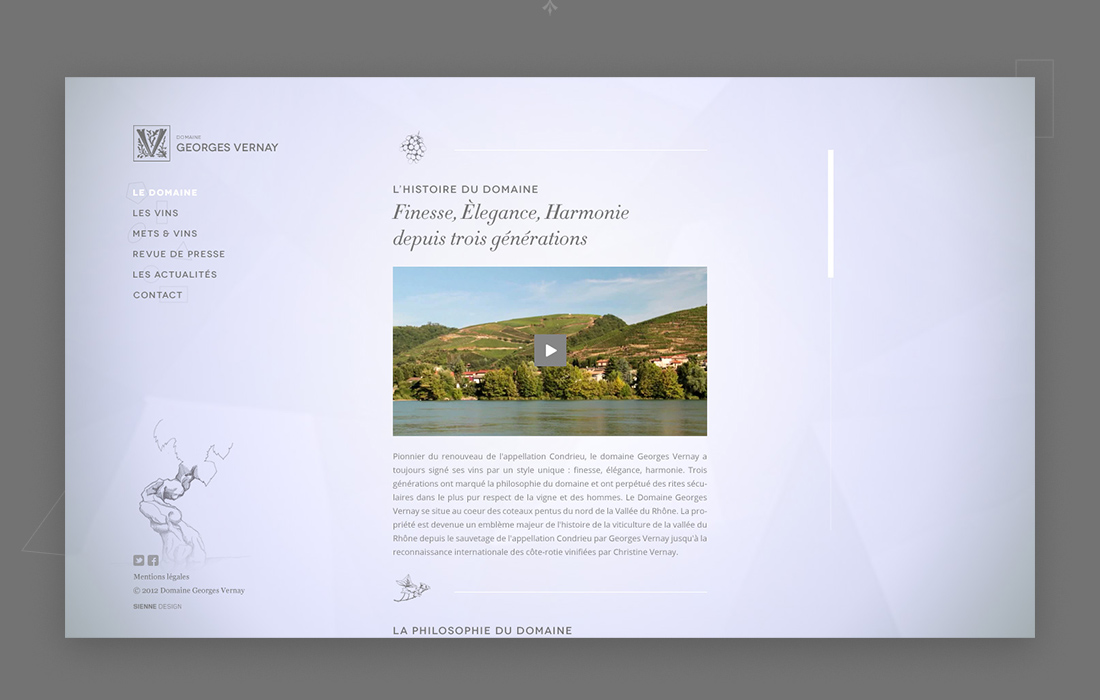 DOMAINE
GEORGES VERNAY
LE DOMAINE
LES VINS
METS & VINS
REVUE DE PRESSE
LES ACTUALITÉS
CONTACT
L'HISTOIRE DU DOMAINE
Finesse, Èlegance, Harmonie
depuis trois générations
Pionnier du renouveau de l'appellation Condrieu, le domaine Georges Vernay a
toujours signé ses vins par un style unique : finesse, élégance, harmonie. Trois
générations ont marqué la philosophie du domaine et ont perpétué des rites sécu-
laires dans le plus pur respect de la vigne et des hommes. Le Domaine Georges
Vernay se situe au coeur des coteaux pentus du nord de la Vallée du Rhône. La pro-
priété est devenue un emblème majeur de l'histoire de la viticulture de la vallée du
Rhône depuis le sauvetage de l'appellation Condrieu par Georges Vernay jusqu'à la
reconnaissance internationale des côte-rotie vinifiées par Christine Vernay.
LA PHILOSOPHIE DU DOMAINE
Mentions légales
© 2012 Domaine Georges Vernay
SIENNE DESIGN